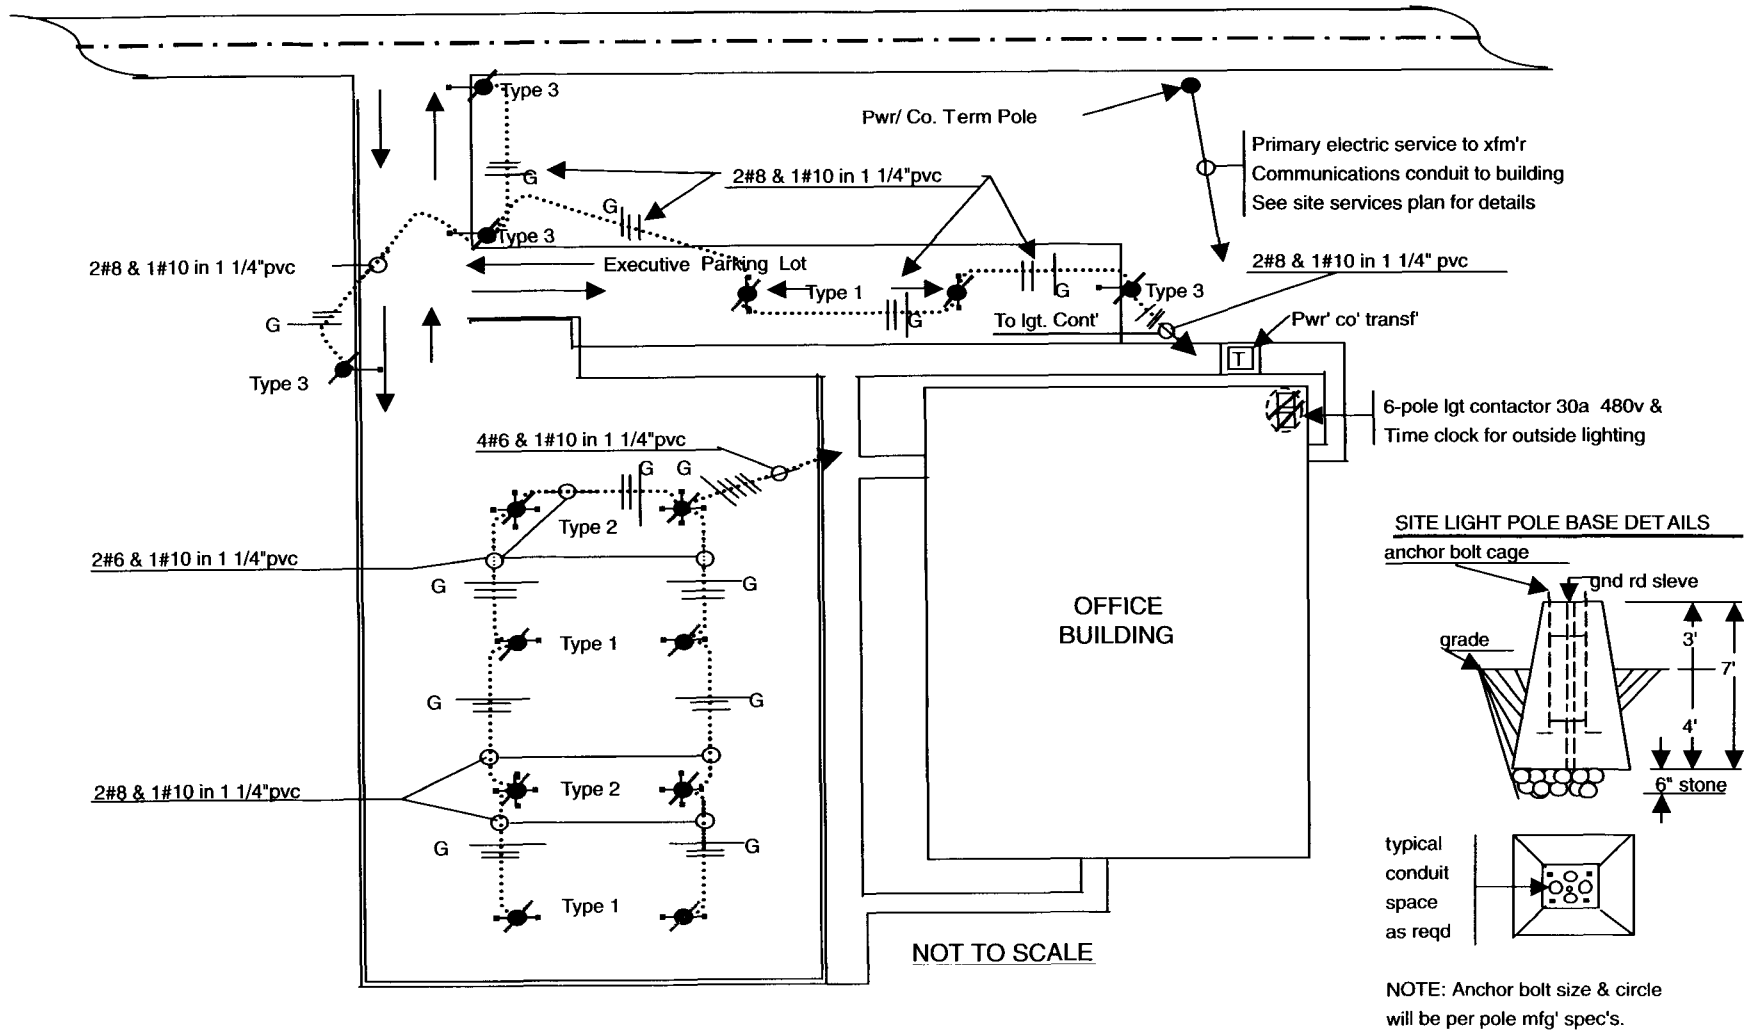 Type 3
Pwr/ Co. Term Pole
Primary electric service to xfm'r
Communications conduit to building
See site services plan for details
G
2#8 & 1#10 in 1 1/4"pvc
G
Type 3
2#8 & 1#10 in 1 1/4"pvc
Executive Parking Lot
2#8 & 1#10 in 1 1/4" pvc
Type 1
G
Type 3
G
G
To lgt. Cont'
Pwr' co' transf'
T
Type 3
6-pole lgt contactor 30a 480v &
Time clock for outside lighting
4#6 & 1#10 in 1 1/4"pvc
G G
Type 2
2#6 & 1#10 in 1 1/4"pvc
G
G
Type 1
G
G
Type 2
2#8 & 1#10 in 1 1/4"pvc
G
G
Type 1
OFFICE
BUILDING
NOT TO SCALE
SITE LIGHT POLE BASE DETAILS
anchor bolt cage
gnd rd sleve
grade
3'
7'
4'
6" stone
typical
conduit
space
as reqd
NOTE: Anchor bolt size & circle
will be per pole mfg' spec's.